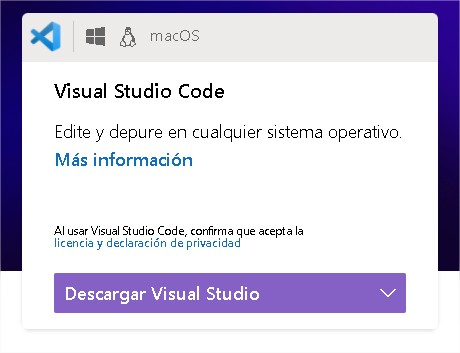 macOS
Visual Studio Code
Edite y depure en cualquier sistema operativo.
Más información
Al usar Visual Studio Code, confirma que acepta la
licencia y declaración de privacidad
Descargar Visual Studio